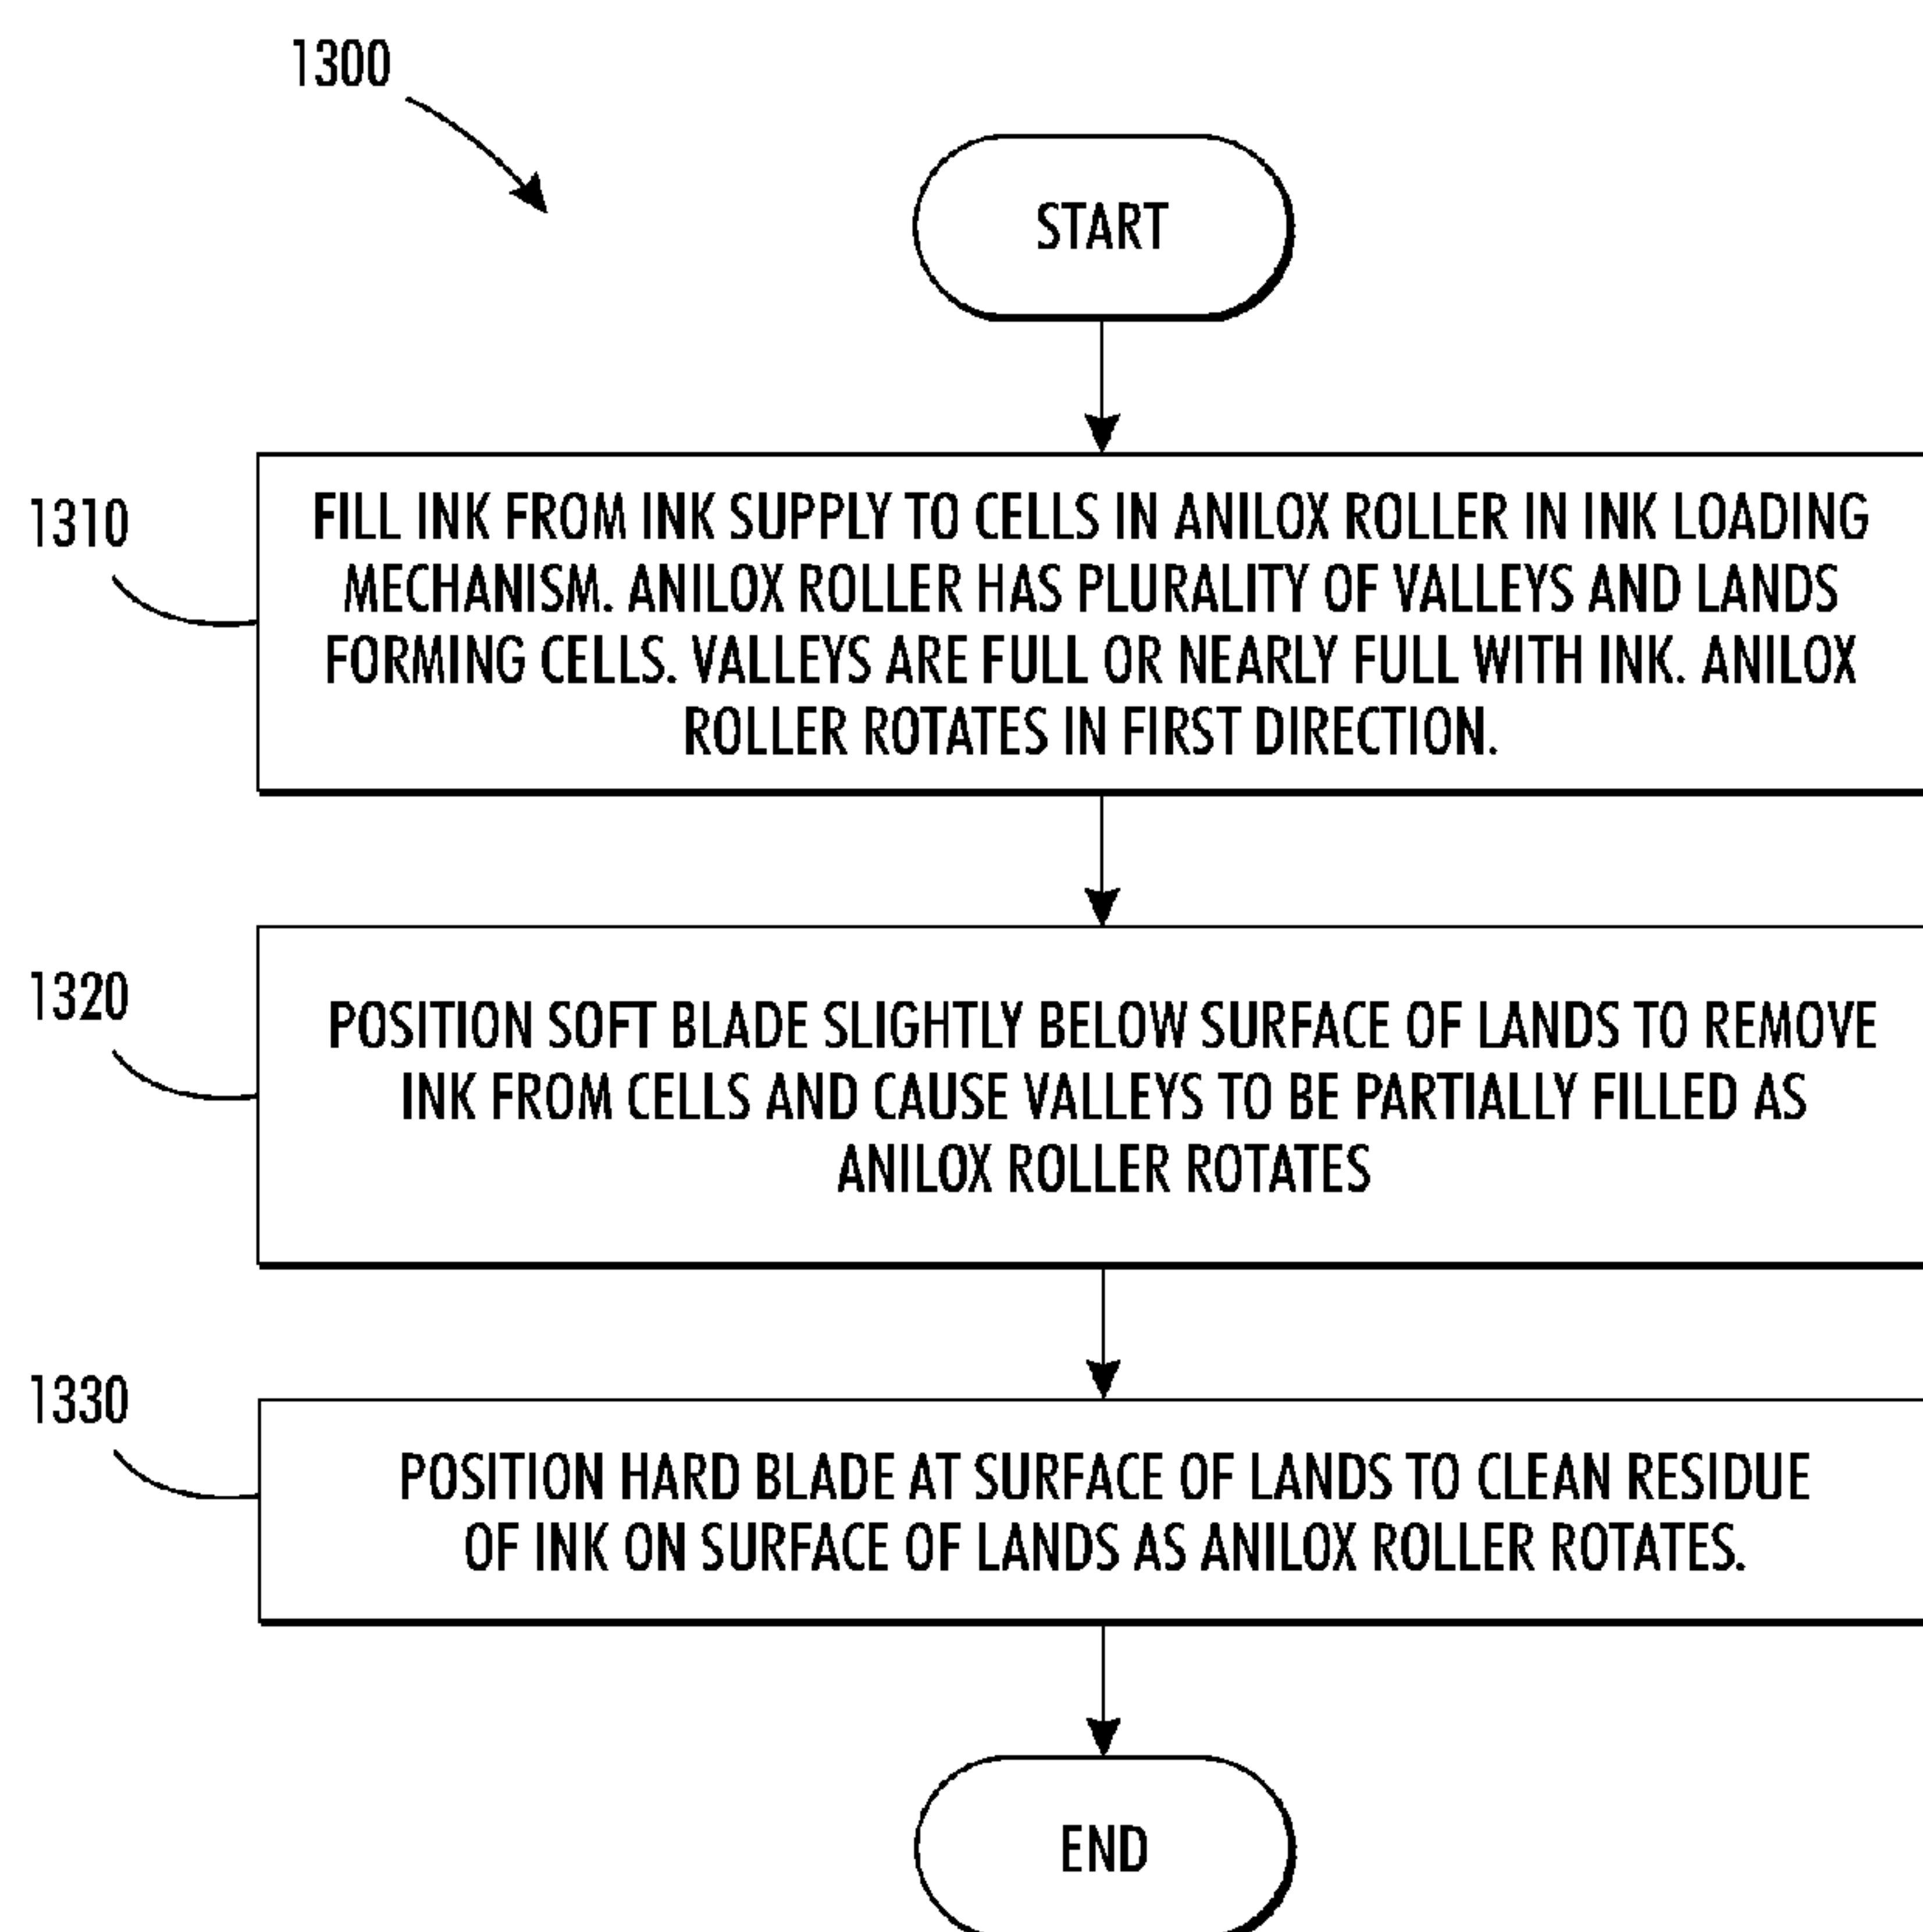 1300
START
1310
FILL INK FROM INK SUPPLY TO CELLS IN ANILOX ROLLER IN INK LOADING
MECHANISM. ANILOX ROLLER HAS PLURALITY OF VALLEYS AND LANDS
FORMING CELLS. VALLEYS ARE FULL OR NEARLY FULL WITH INK. ANILOX
ROLLER ROTATES IN FIRST DIRECTION.
1320
POSITION SOFT BLADE SLIGHTLY BELOW SURFACE OF LANDS TO REMOVE
INK FROM CELLS AND CAUSE VALLEYS TO BE PARTIALLY FILLED AS
ANILOX ROLLER ROTATES
1330
POSITION HARD BLADE AT SURFACE OF LANDS TO CLEAN RESIDUE
OF INK ON SURFACE OF LANDS AS ANILOX ROLLER ROTATES.
END